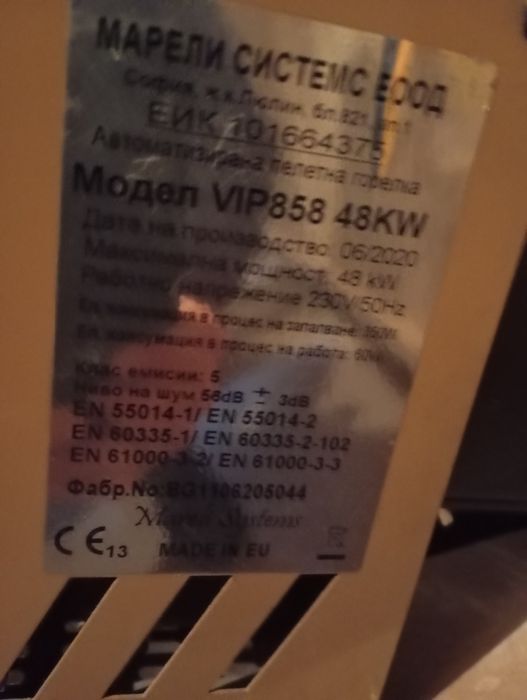 МАРЕЛИ СИСТЕМС ЕООД
София, ж.к.Люлин, бл.821, ап.1
ЕИК 101664375
Автоматизирана пелетна горелка
Модел VIP858 48KW
Дата на производство: 06/2020
Максимална мощност: 48 kW
Работно напрежение 230V/50Hz
Ел. консумация в процес на запалване: 350W
Ел. консумация в процес на работа: 60W
Клас емисии: 5
Ниво на шум 58dB ± 3dB
EN 55014-1/ EN 55014-2
EN 60335-1/ EN 60335-2-102
EN 61000-3-2/ EN 61000-3-3
Фабр.No:BG1106205044
Mareli Systems
CE13 MADE IN EU